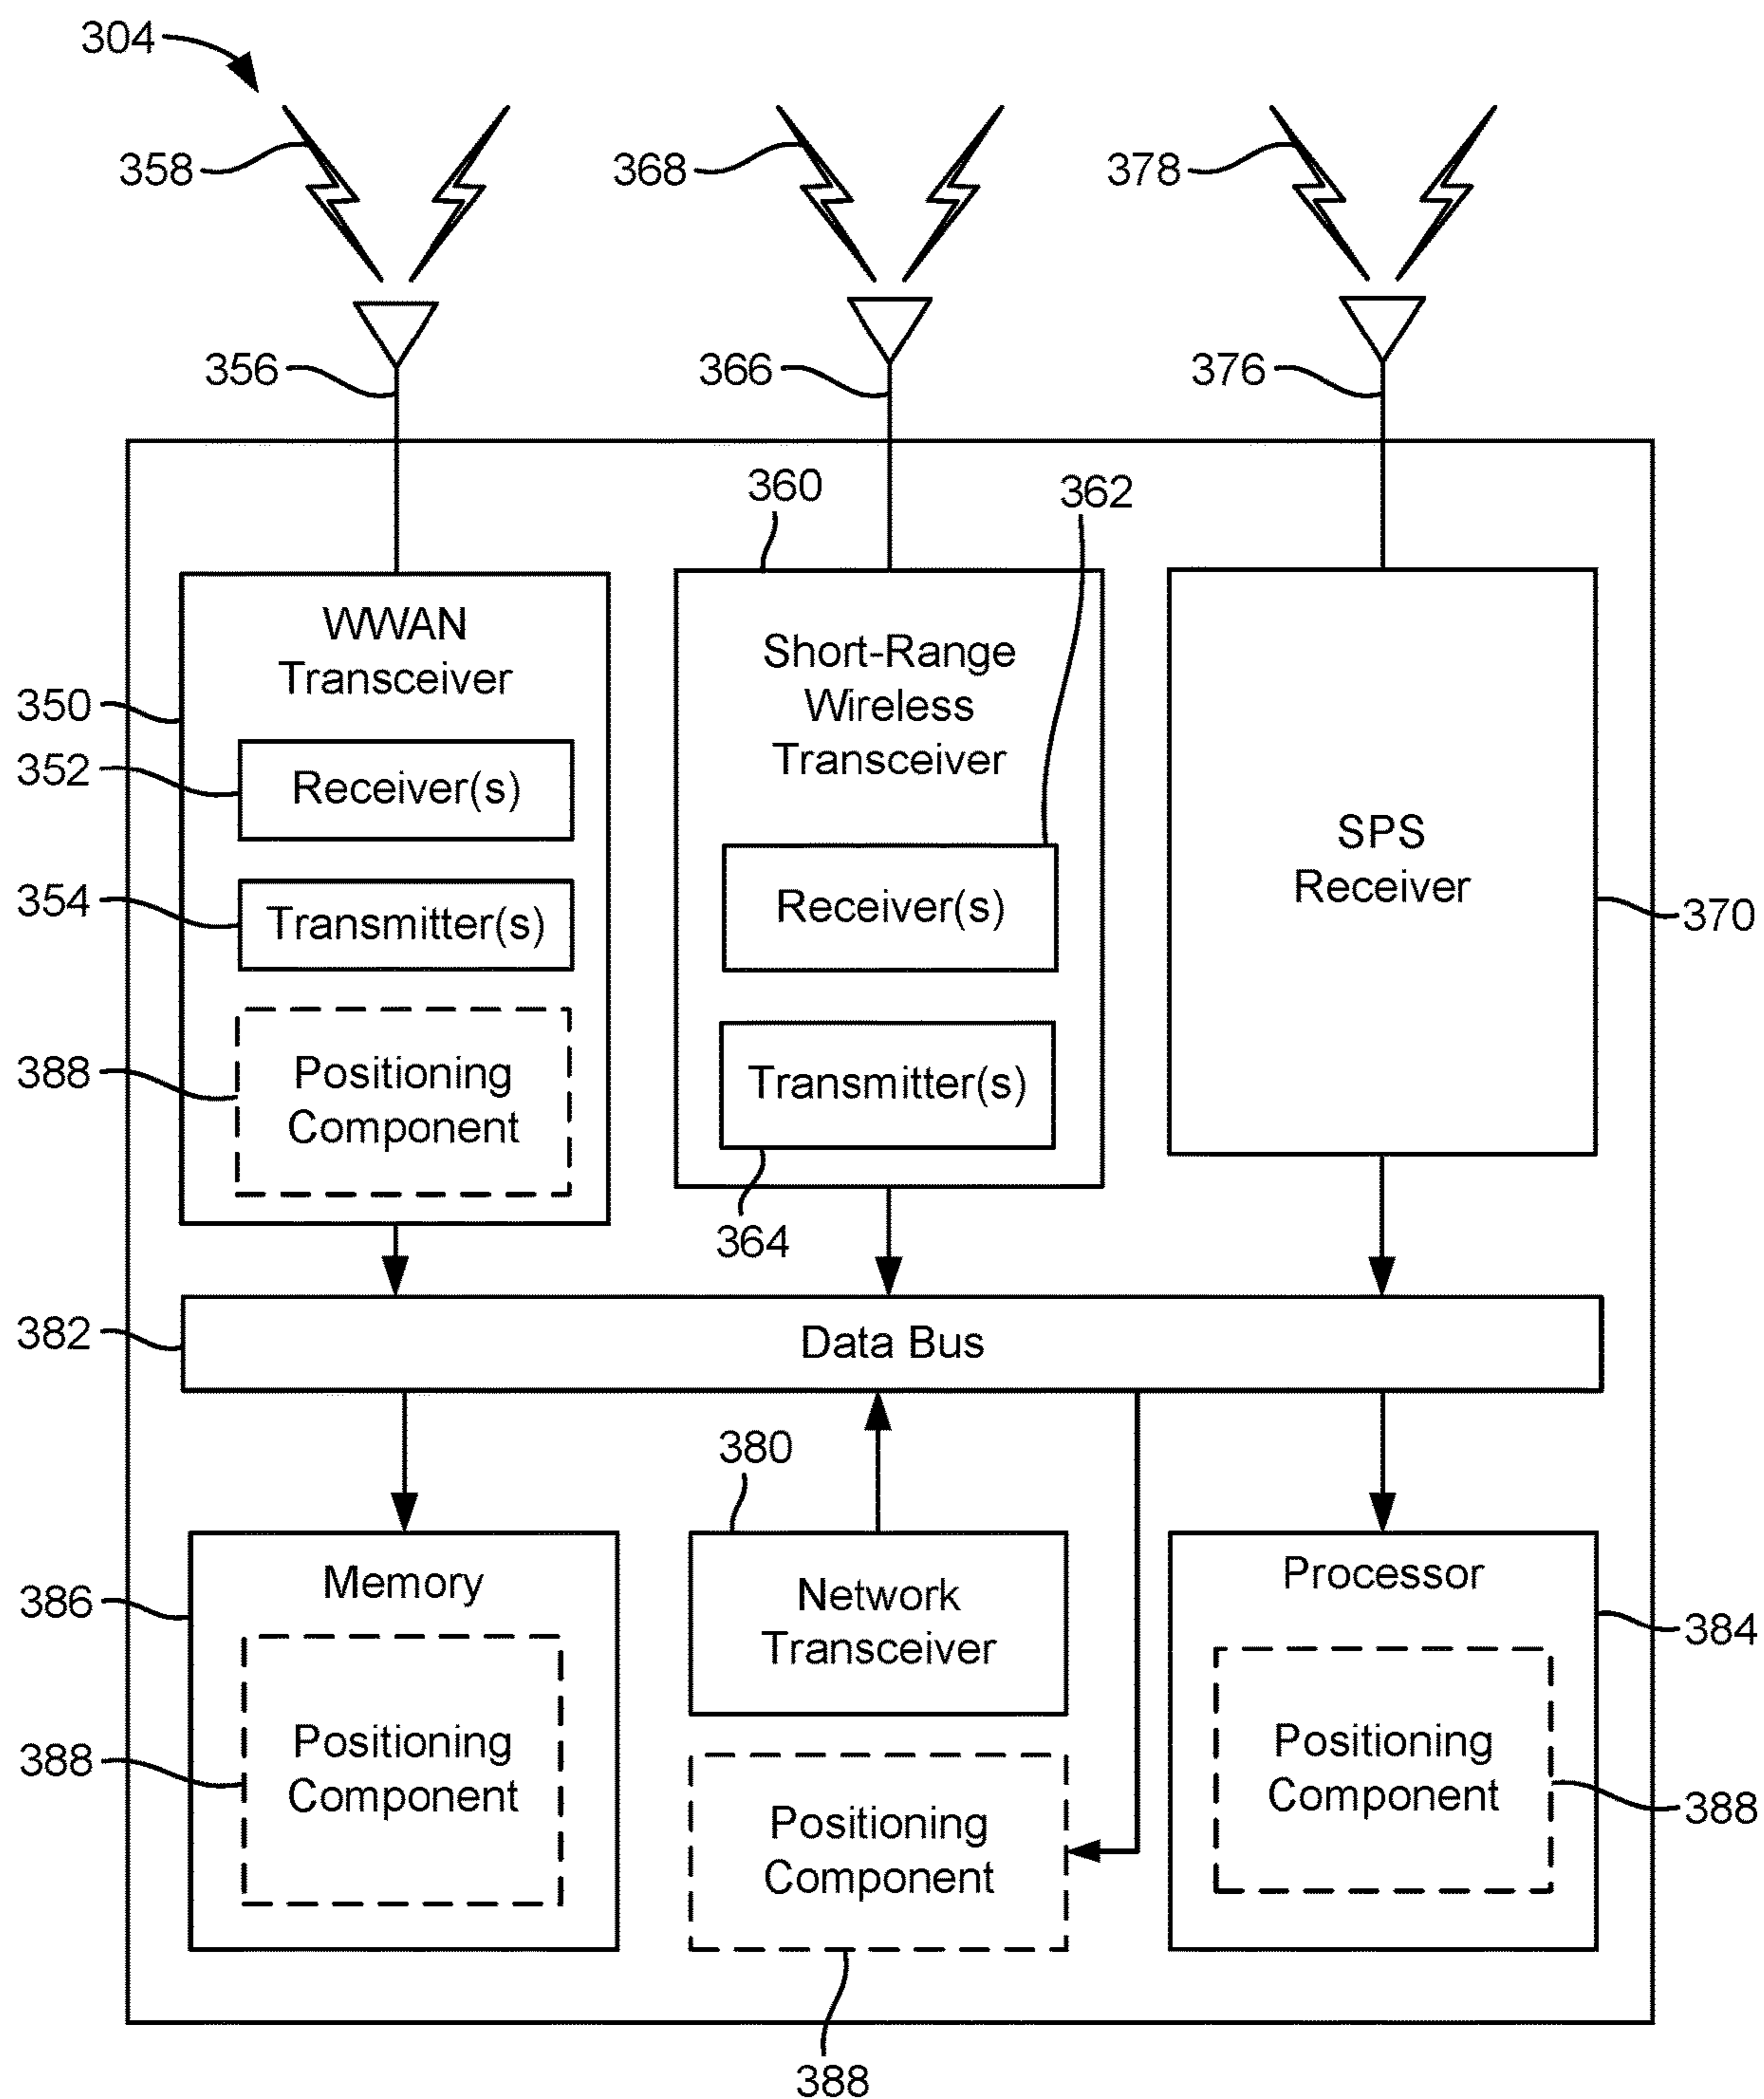 304
358
368
378
356
366
376
360
362
WWAN
Transceiver
Short-Range
Wireless
Transceiver
350
352
Receiver(s)
SPS
Receiver
354
Transmitter(s)
Receiver(s)
370
388
Positioning
Component
Transmitter(s)
364
382
Data Bus
380
386
Memory
Network
Transceiver
Processor
384
388
Positioning
Component
Positioning
Component
Positioning
Component
388
388